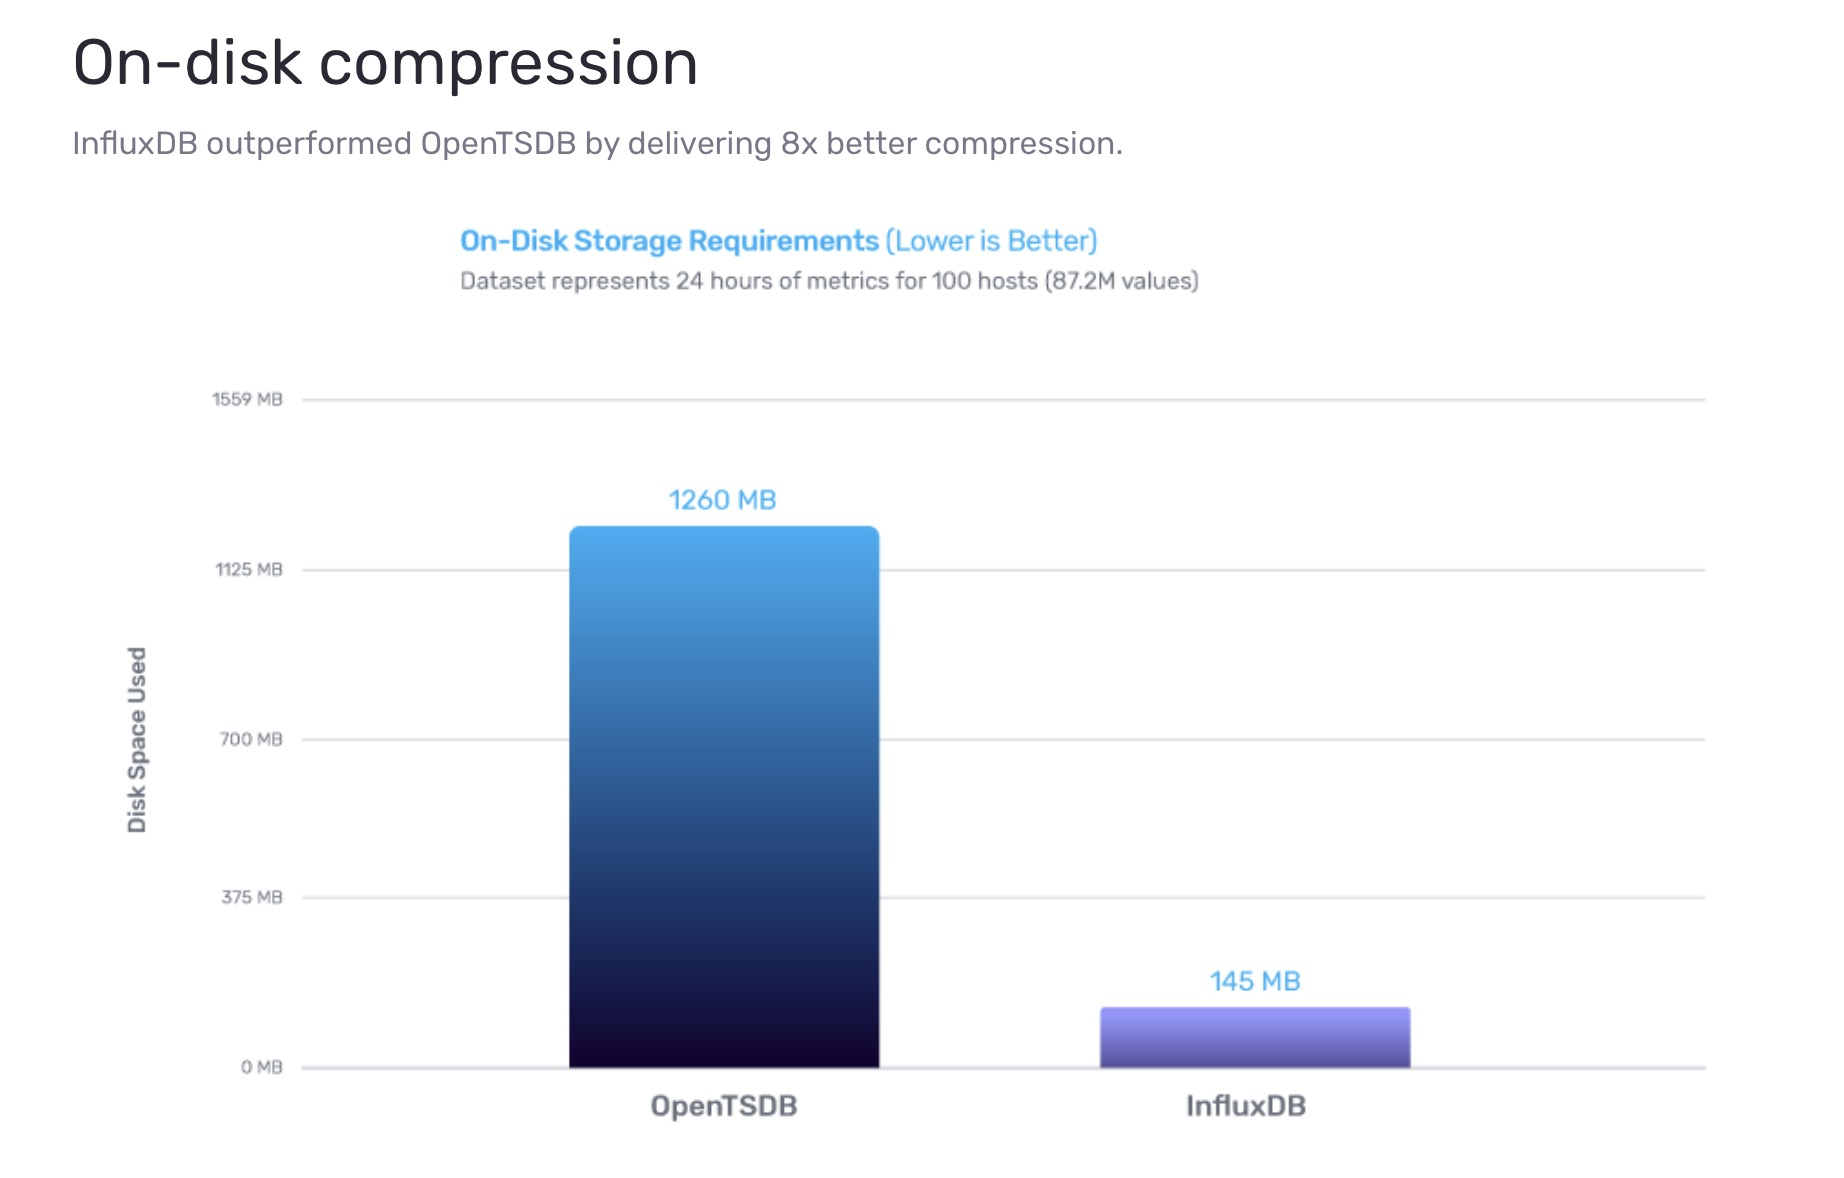 On-disk compression
InfluxDB outperformed OpenTSDB by delivering 8x better compression.
On-Disk Storage Requirements (Lower is Better)
Dataset represents 24 hours of metrics for 100 hosts (87.2M values)
1559 MB
1260 MB
1125 MB
Disk Space Used
700 MB
375 MB
145 MB
0 MB
OpenTSDB
InfluxDB